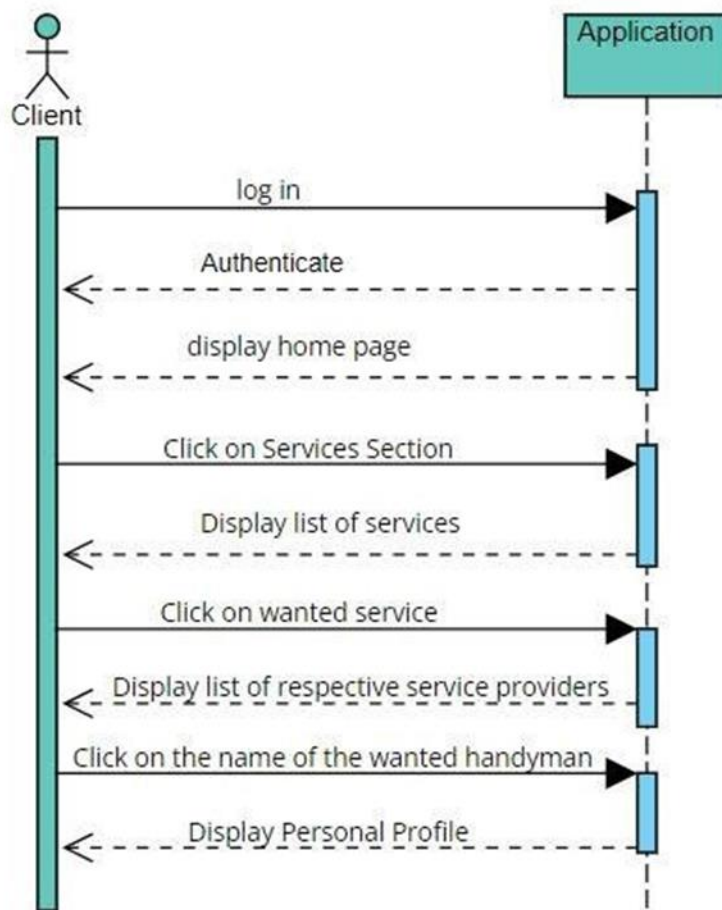 Client
Application
log in
Authenticate
display home page
Click on Services Section
Display list of services
Click on wanted service
Display list of respective service providers
Click on the name of the wanted handyman
Display Personal Profile